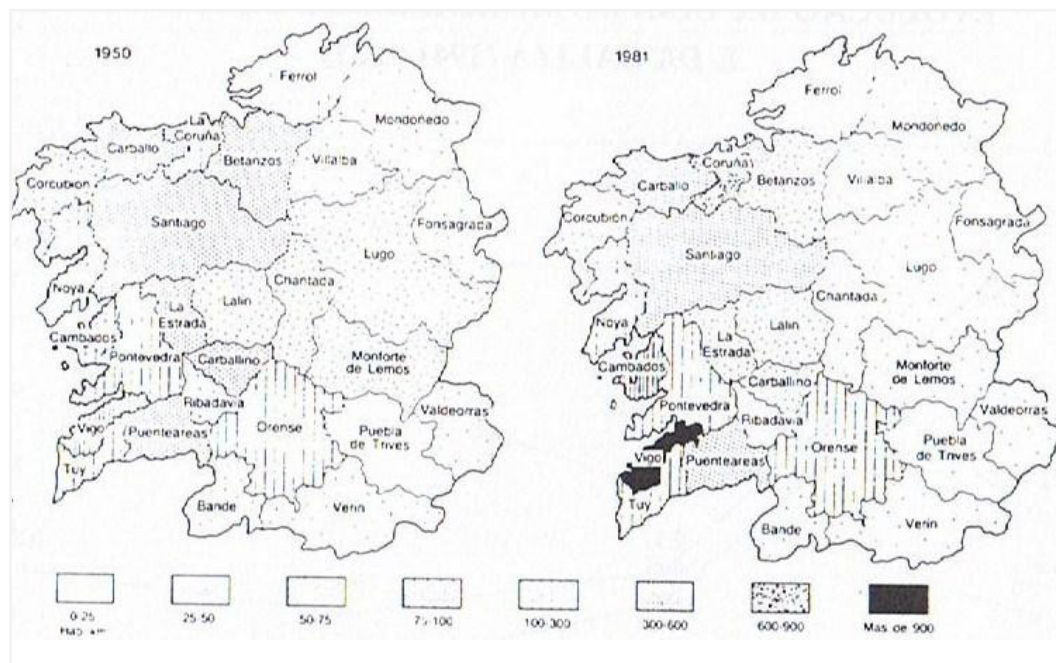 1950
Ferrol
Mondoñedo
La
Coruña
Carballo
Betanzos
Villalba
Corcubion
Santiago
Fonsagrada
Lugo
Noya
Chantada
La
Estrada
Lalin
Cambados
Pontevedra
Carballino
Monforte
de Lemos
Ribadavia
Valdeorras
Vigo
Puenteareas
Orense
Puebla
de Trives
Tuy
Bande
Verin
1981
Ferrol
Mondoñedo
Coruña
Carballo
Betanzos
Villalba
Corcubion
Fonsagrada
Santiago
Lugo
Chantada
Noya
La
Estrada
Lalin
Cambados
Carballino
Monforte
de Lemos
Pontevedra
Ribadavia
Valdeorras
Vigo
Puenteareas
Orense
Puebla
de Trives
Tuy
Bande
Verin
0-25
25-50
50-75
75-100
100-300
300-600
600-900
Mas de 900